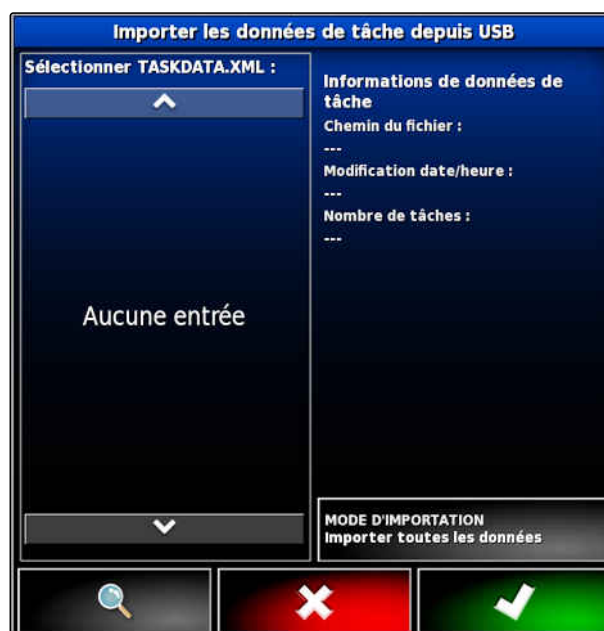 Importer les données de tâche depuis USB
Sélectionner TASKDATA.XML :
Aucune entrée
Informations de données de
tâche
Chemin du fichier :
---
Modification date/heure :
---
Nombre de tâches :
---
MODE D'IMPORTATION
Importer toutes les données